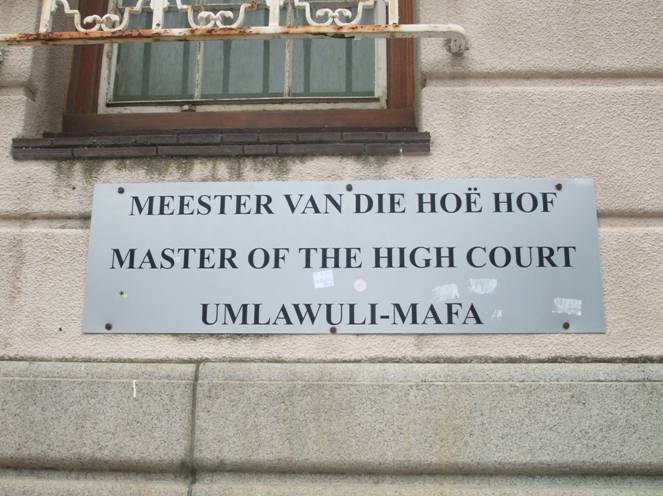 MEESTER VAN DIE HOË HOF
MASTER OF THE HIGH COURT
UMLAWULI-MAFA